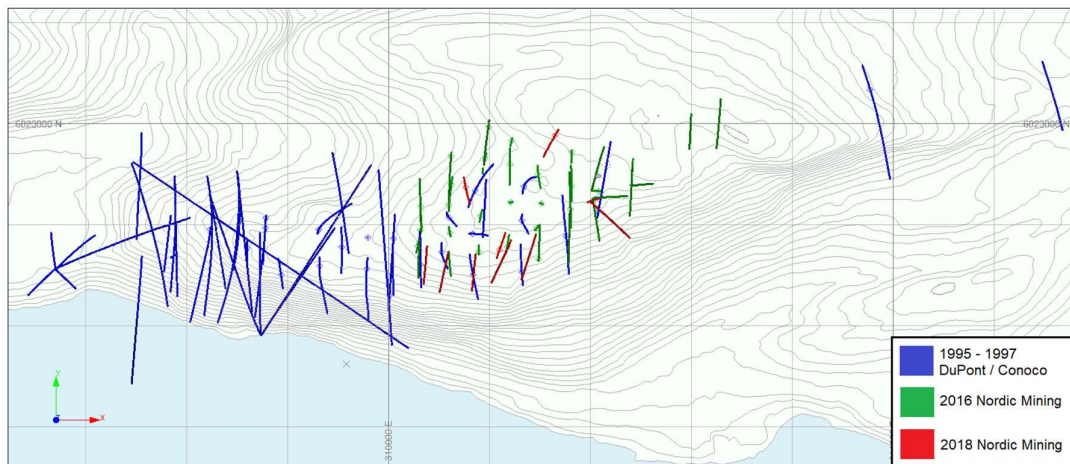 6823000 N
6823000 N
310000 E
y
z
x
1995 - 1997
DuPont / Conoco
2016 Nordic Mining
2018 Nordic Mining